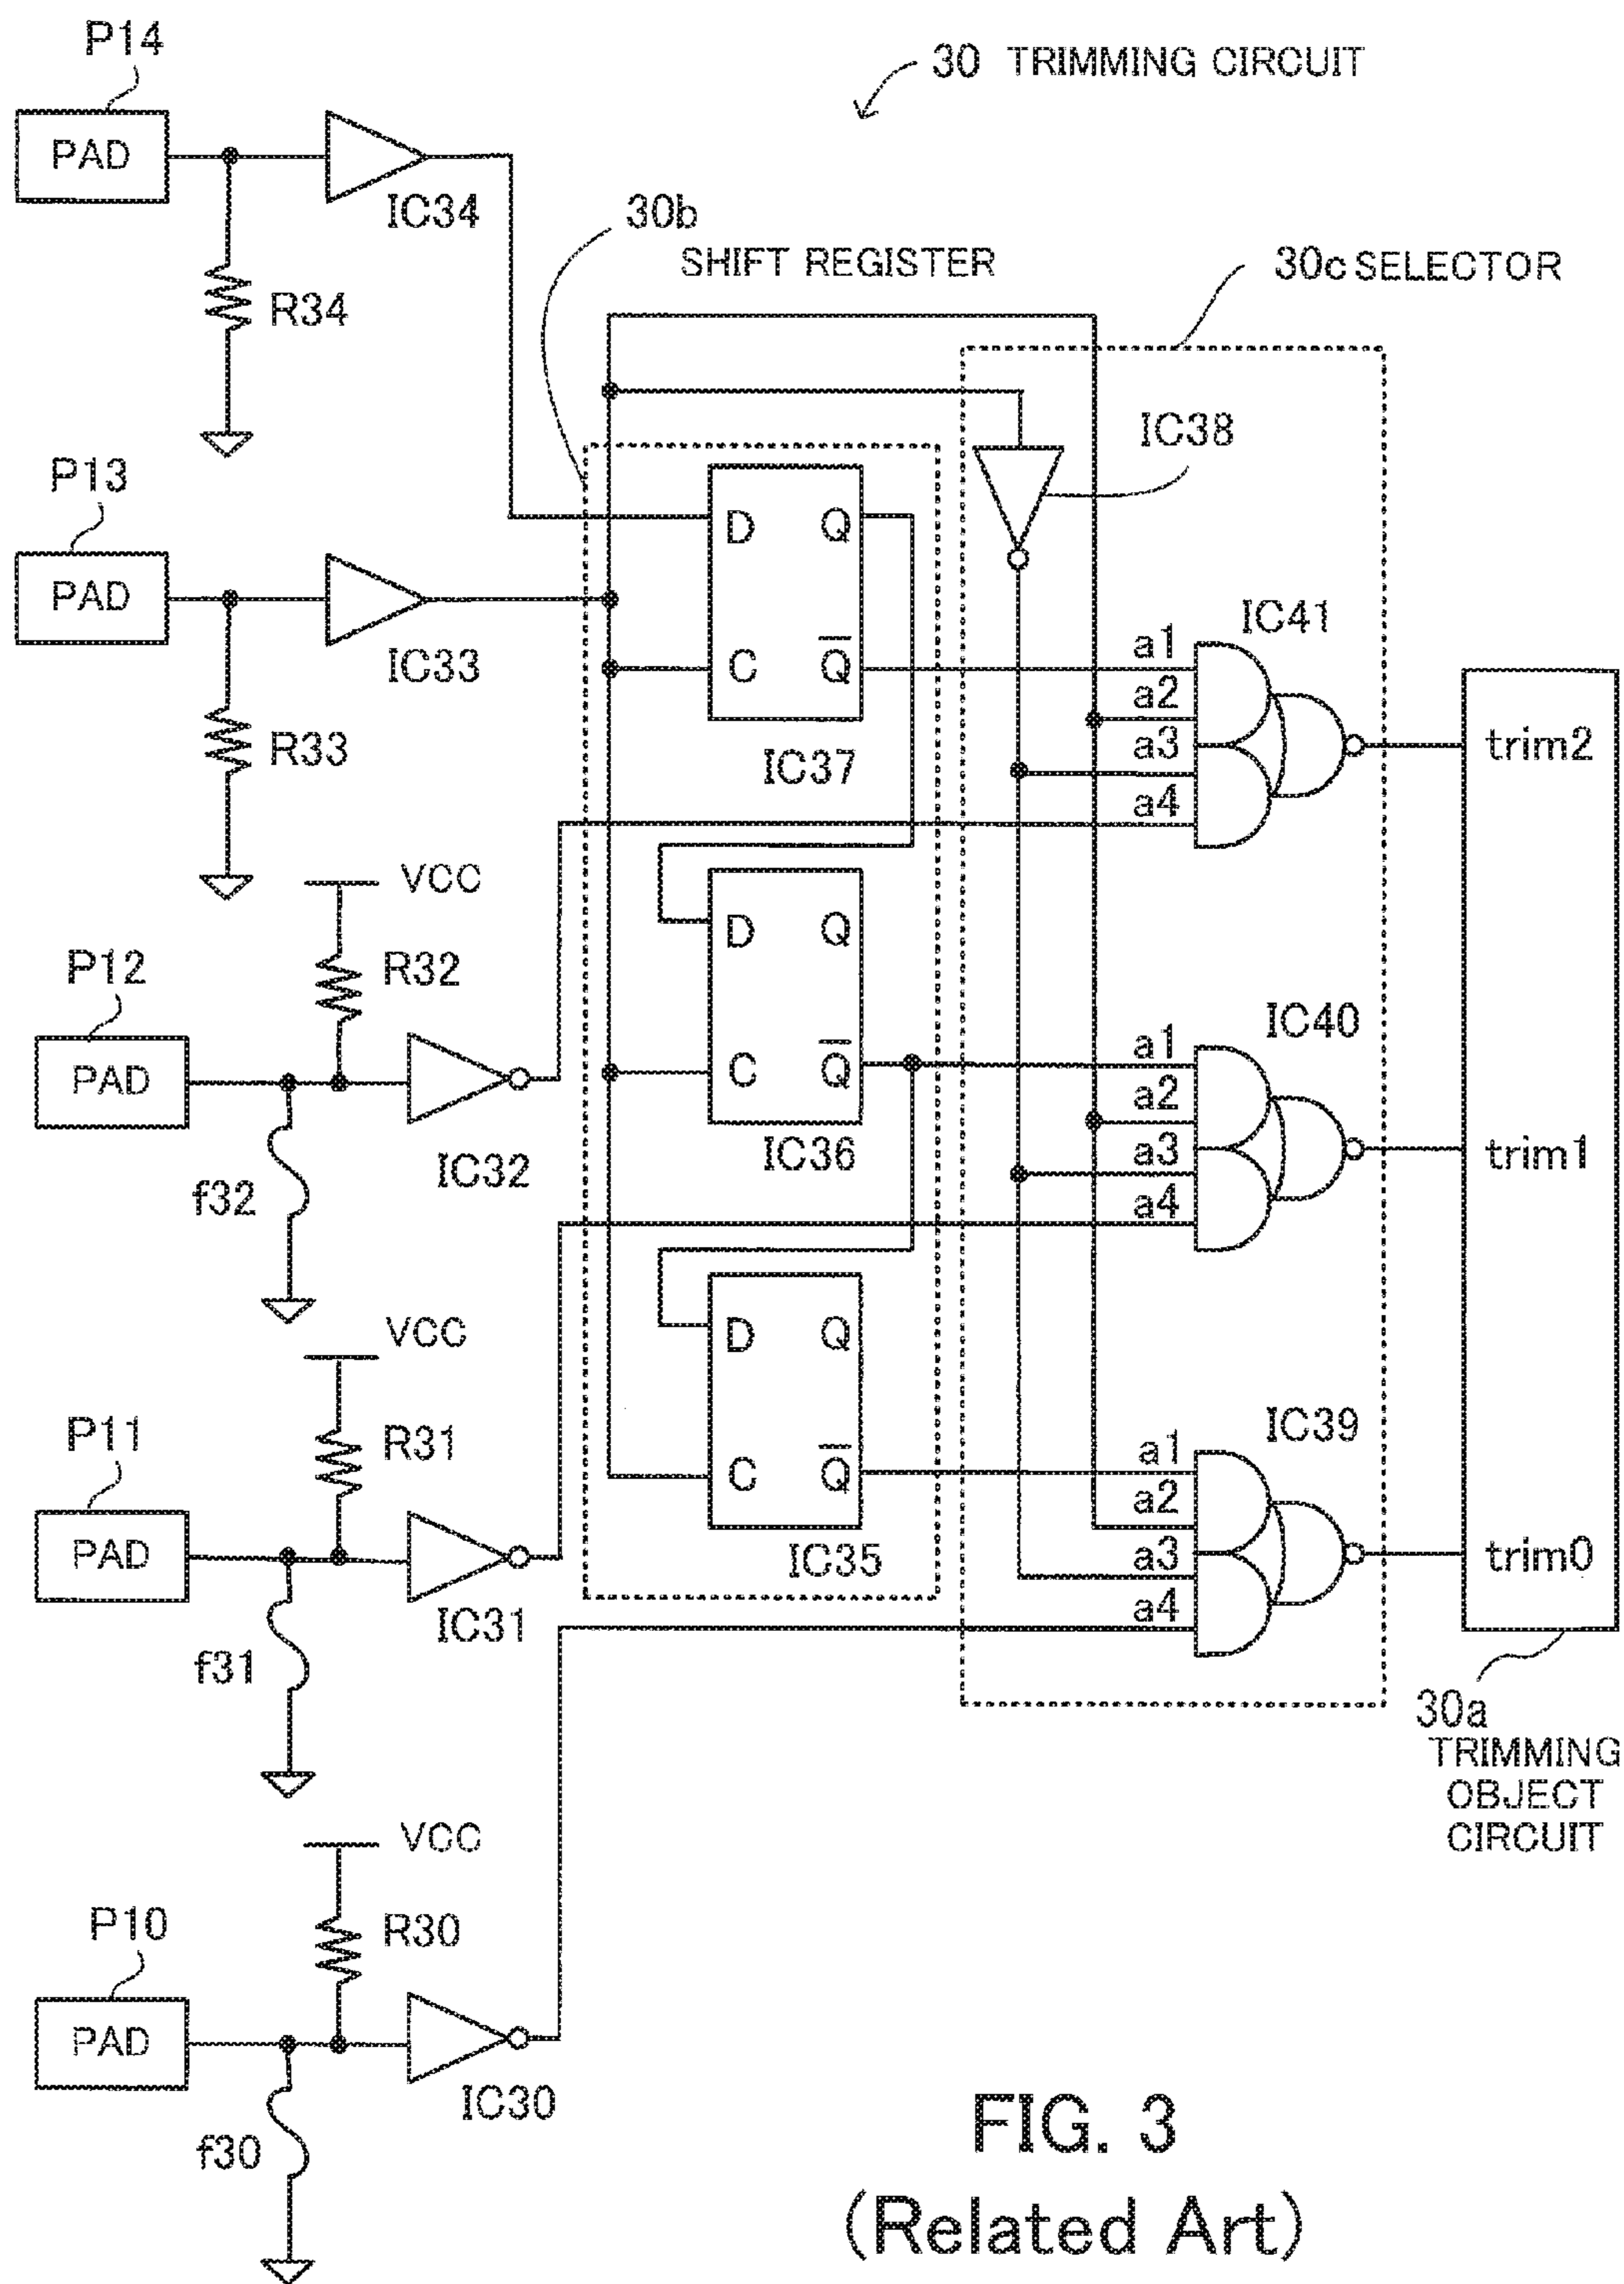 30 TRIMMING CIRCUIT
P14
PAD
IC34
R34
30b
SHIFT REGISTER
30c SELECTOR
IC38
P13
PAD
IC33
R33
D Q
C Q̅
IC37
IC41
a1
a2
a3
a4
trim2
VCC
R32
P12
PAD
IC32
f32
D Q
C Q̅
IC36
IC40
a1
a2
a3
a4
trim1
VCC
R31
P11
PAD
IC31
f31
D Q
C Q̅
IC35
IC39
a1
a2
a3
a4
trim0
30a
TRIMMING
OBJECT
CIRCUIT
VCC
R30
P10
PAD
IC30
f30
FIG. 3
(Related Art)